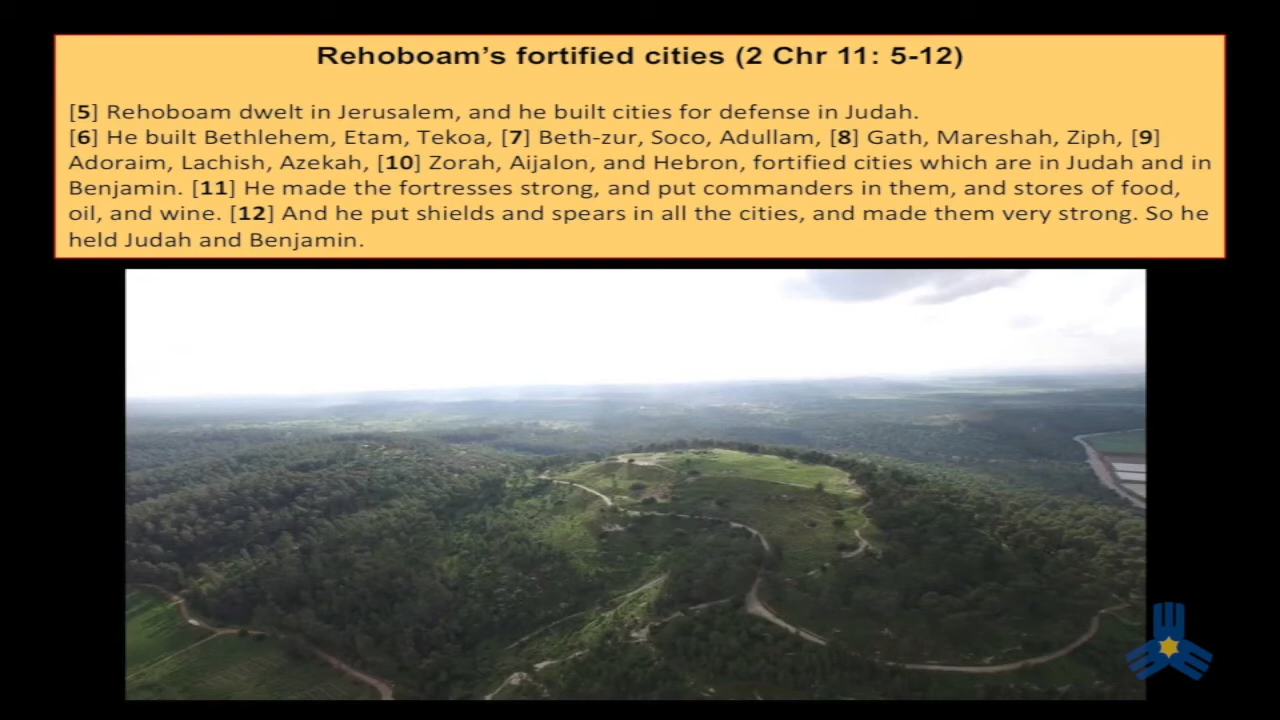 Rehoboam’s fortified cities (2 Chr 11: 5-12)
[5] Rehoboam dwelt in Jerusalem, and he built cities for defense in Judah.
[6] He built Bethlehem, Etam, Tekoa, [7] Beth-zur, Soco, Adullam, [8] Gath, Mareshah, Ziph, [9]
Adoraim, Lachish, Azekah, [10] Zorah, Aijalon, and Hebron, fortified cities which are in Judah and in
Benjamin. [11] He made the fortresses strong, and put commanders in them, and stores of food,
oil, and wine. [12] And he put shields and spears in all the cities, and made them very strong. So he
held Judah and Benjamin.